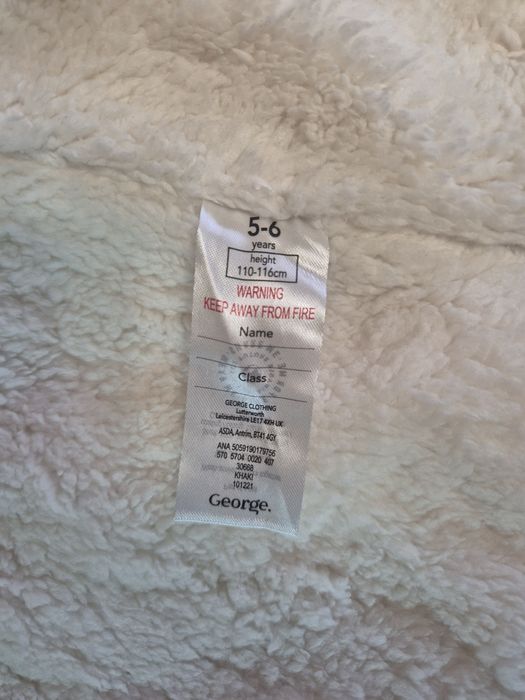 5-6
years
height
110-116cm
WARNING
KEEP AWAY FROM FIRE
Name
Class
GEORGE CLOTHING
Lutterworth
Leicestershire LE17 4XH UK
ASDA, Antrim, BT41 4GY
ANA 5059190179756
570 5704 0020 407
30668
KHAKI
101221
George.